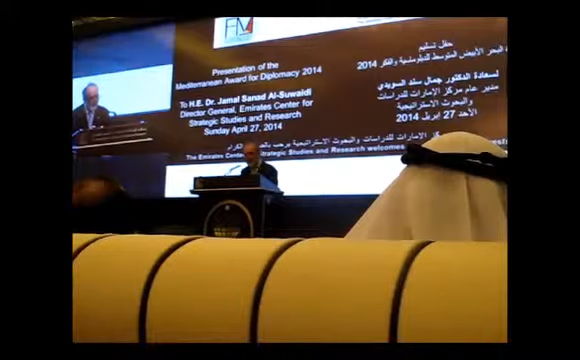 FM
Presentation of the
Mediterranean Award for Diplomacy 2014
To H.E. Dr. Jamal Sanad Al-Suwaidi
Director General, Emirates Center for
Strategic Studies and Research
Sunday April 27, 2014
حفل تسليم
البحر الأبيض المتوسط للدبلوماسية والفكر 2014
لسعادة الدكتور جمال سند السويدي
مدير عام مركز الإمارات للدراسات
والبحوث الاستراتيجية
الأحد 27 ابريل 2014
الإمارات للدراسات والبحوث الاستراتيجية يرحب
The Emirates Center Strategic Studies and Research welcomes